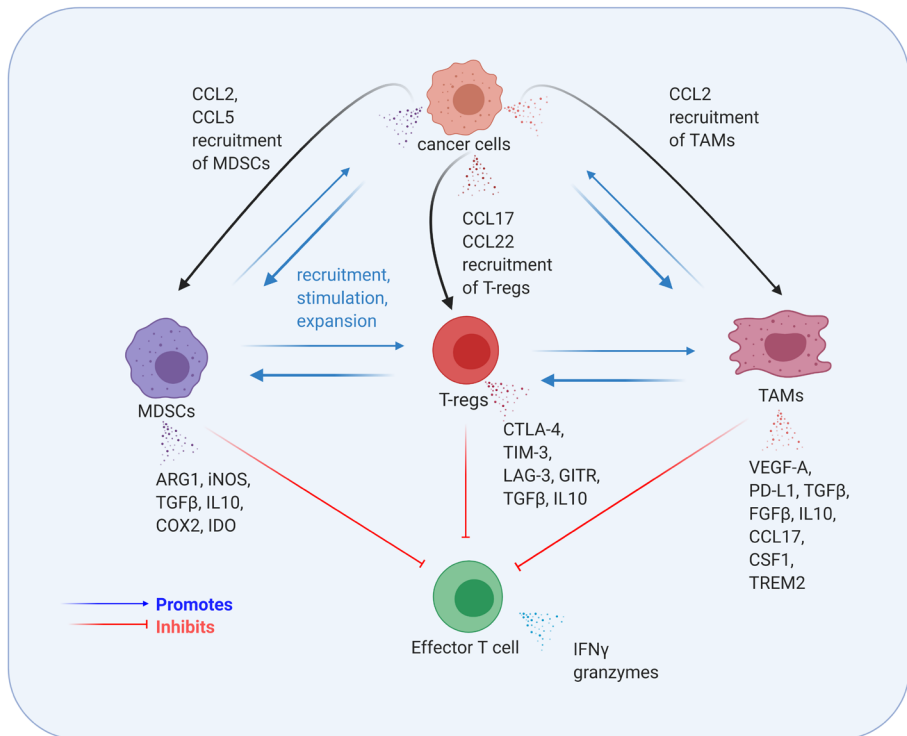 CCL2,
CCL5
recruitment
of MDSCs
cancer cells
CCL2
recruitment
of TAMs
CCL17
CCL22
recruitment
of T-regs
recruitment,
stimulation,
expansion
MDSCs
T-regs
TAMs
ARG1, iNOS,
TGFβ, IL10,
COX2, IDO
CTLA-4,
TIM-3,
LAG-3, GITR,
TGFβ, IL10
VEGF-A,
PD-L1, TGFβ,
FGFβ, IL10,
CCL17,
CSF1,
TREM2
Promotes
Inhibits
Effector T cell
IFNγ
granzymes